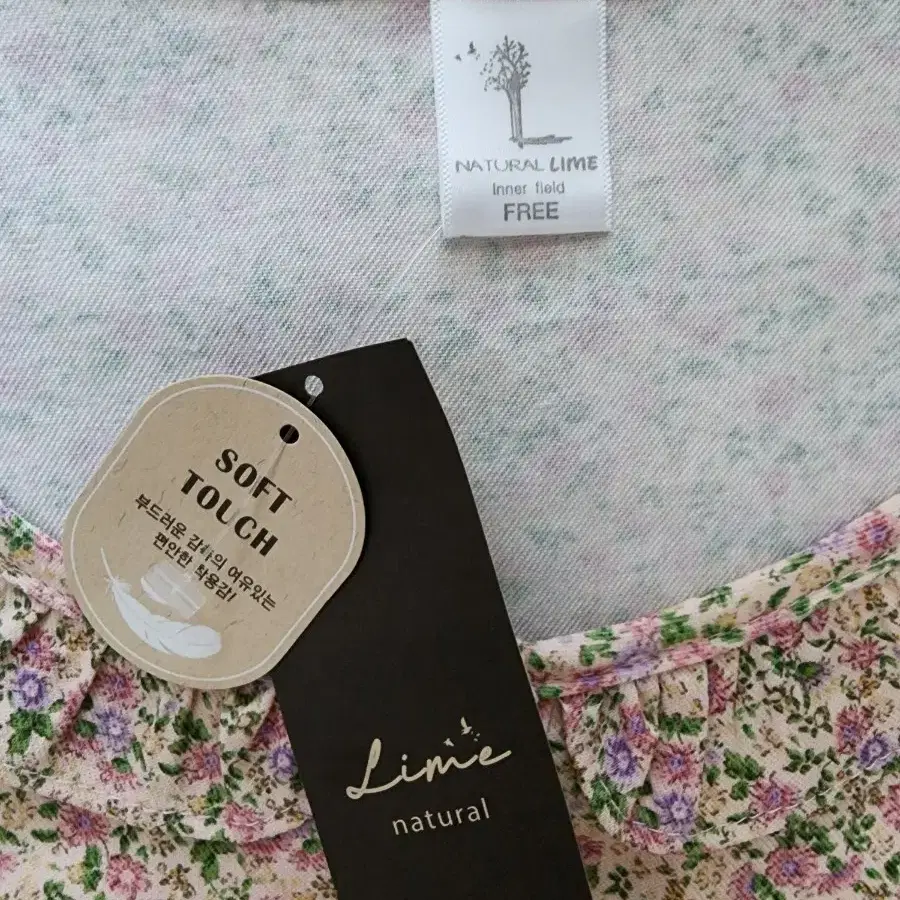 NATURAL LIME
Inner field
FREE
SOFT
TOUCH
부드러운 감촉의 여유있는
편안한 착용감!
Lime
natural